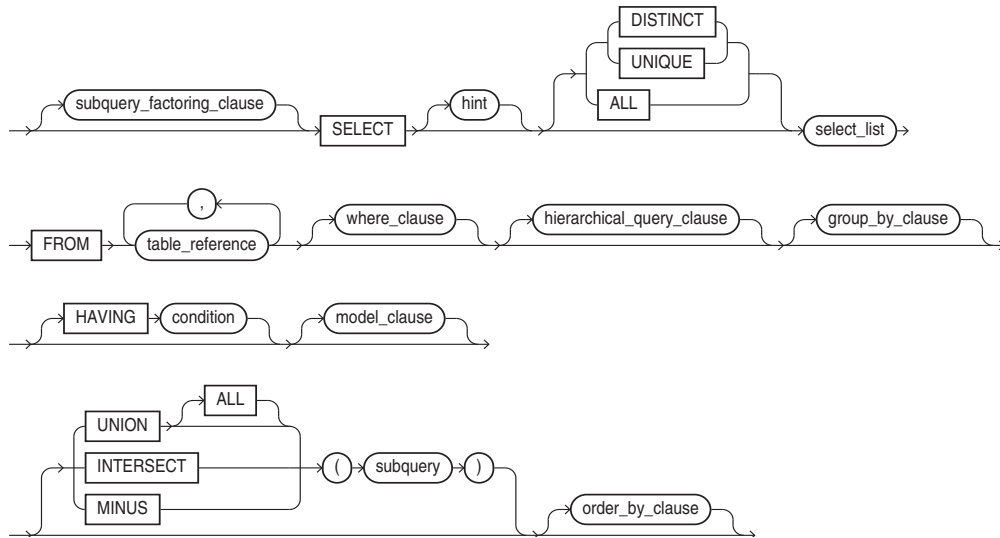 DISTINCT
UNIQUE
ALL
subquery_factoring_clause
hint
SELECT
select_list
,
FROM
table_reference
where_clause
hierarchical_query_clause
group_by_clause
HAVING condition
model_clause
ALL
UNION
INTERSECT
( subquery )
MINUS
order_by_clause